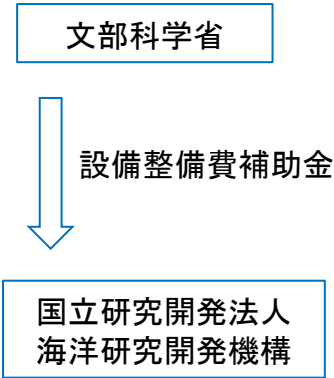 文部科学省
設備整備費補助金
国立研究開発法人
海洋研究開発機構